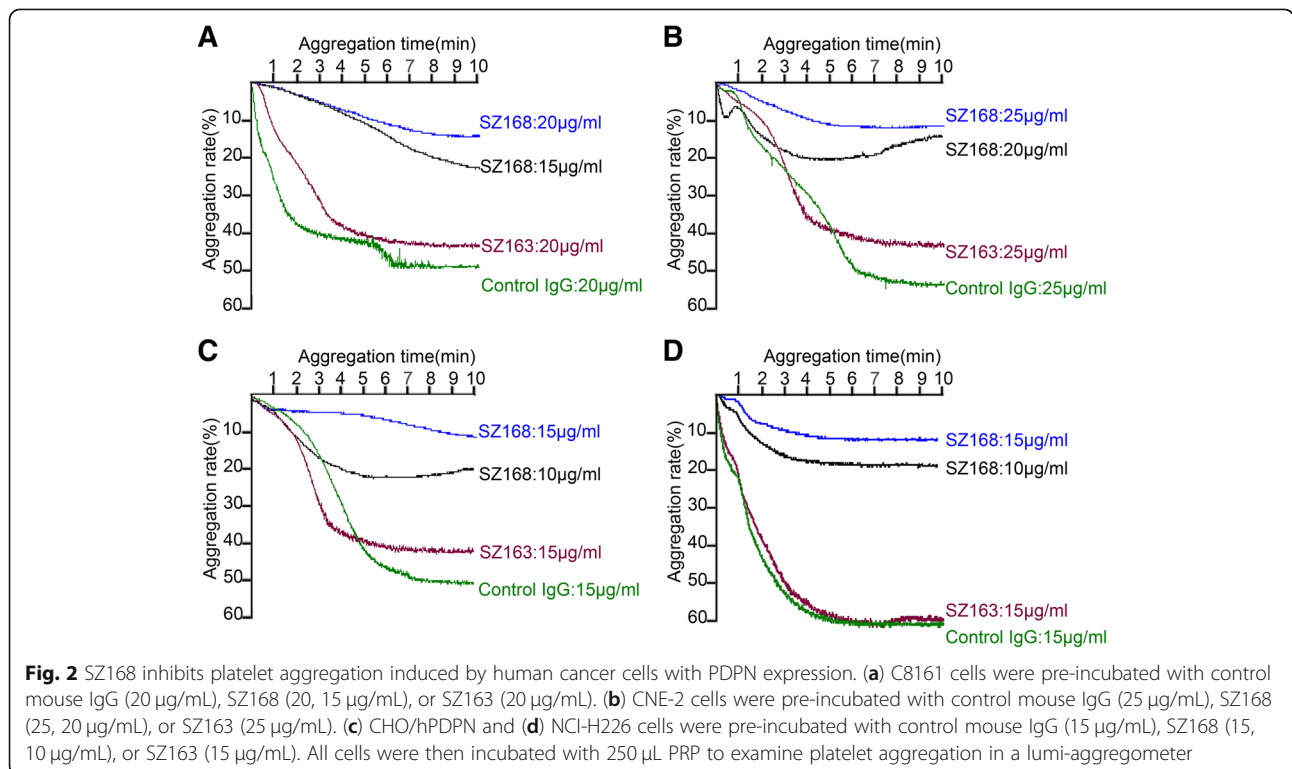 A
Aggregation time(min)
1 2 3 4 5 6 7 8 9 10
Aggregation rate(%)
10
20
30
40
50
60
SZ168:20µg/ml
SZ168:15µg/ml
SZ163:20µg/ml
Control IgG:20µg/ml
B
Aggregation time(min)
1 2 3 4 5 6 7 8 9 10
Aggregation rate(%)
10
20
30
40
50
60
SZ168:25µg/ml
SZ168:20µg/ml
SZ163:25µg/ml
Control IgG:25µg/ml
C
Aggregation time(min)
1 2 3 4 5 6 7 8 9 10
Aggregation rate(%)
10
20
30
40
50
60
SZ168:15µg/ml
SZ168:10µg/ml
SZ163:15µg/ml
Control IgG:15µg/ml
D
Aggregation time(min)
1 2 3 4 5 6 7 8 9 10
Aggregation rate(%)
10
20
30
40
50
60
SZ168:15µg/ml
SZ168:10µg/ml
SZ163:15µg/ml
Control IgG:15µg/ml
Fig. 2 SZ168 inhibits platelet aggregation induced by human cancer cells with PDPN expression. (a) C8161 cells were pre-incubated with control
mouse IgG (20 µg/mL), SZ168 (20, 15 µg/mL), or SZ163 (20 µg/mL). (b) CNE-2 cells were pre-incubated with control mouse IgG (25 µg/mL), SZ168
(25, 20 µg/mL), or SZ163 (25 µg/mL). (c) CHO/hPDPN and (d) NCI-H226 cells were pre-incubated with control mouse IgG (15 µg/mL), SZ168 (15,
10 µg/mL), or SZ163 (15 µg/mL). All cells were then incubated with 250 µL PRP to examine platelet aggregation in a lumi-aggregometer